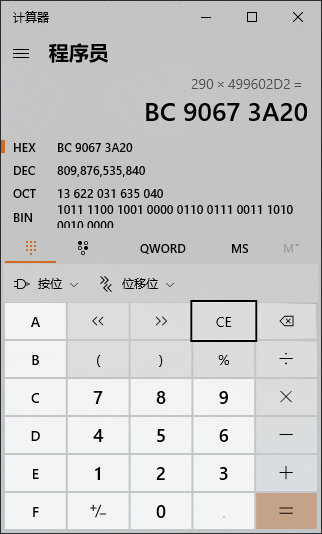 计算器
程序员
290 × 499602D2 =
BC 9067 3A20
HEX BC 9067 3A20
DEC 809,876,535,840
OCT 13 622 031 635 040
BIN 1011 1100 1001 0000 0110 0111 0011 1010
0010 0000
QWORD MS M˅
按位 位移位
A << >> CE
B ( ) % ÷
C 7 8 9 ×
D 4 5 6 −
E 1 2 3 +
F +/− 0 . =